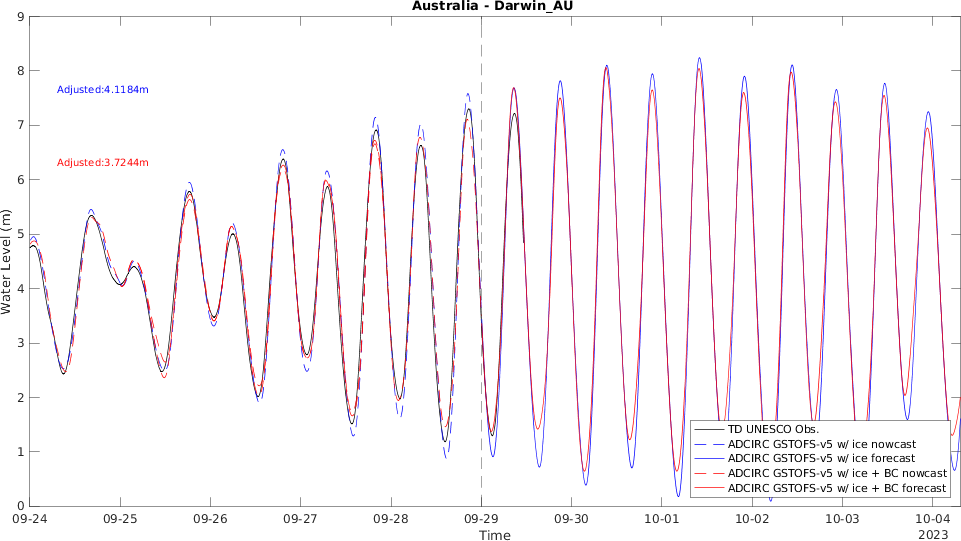 Australia - Darwin_AU
Adjusted:4.1184m
Adjusted:3.7244m
Water Level (m)
9
8
7
6
5
4
3
2
1
0
TD UNESCO Obs.
ADCIRC GSTOFS-v5 w/ ice nowcast
ADCIRC GSTOFS-v5 w/ ice forecast
ADCIRC GSTOFS-v5 w/ ice + BC nowcast
ADCIRC GSTOFS-v5 w/ ice + BC forecast
09-24 09-25 09-26 09-27 09-28 09-29 09-30 10-01 10-02 10-03 10-04
2023
Time